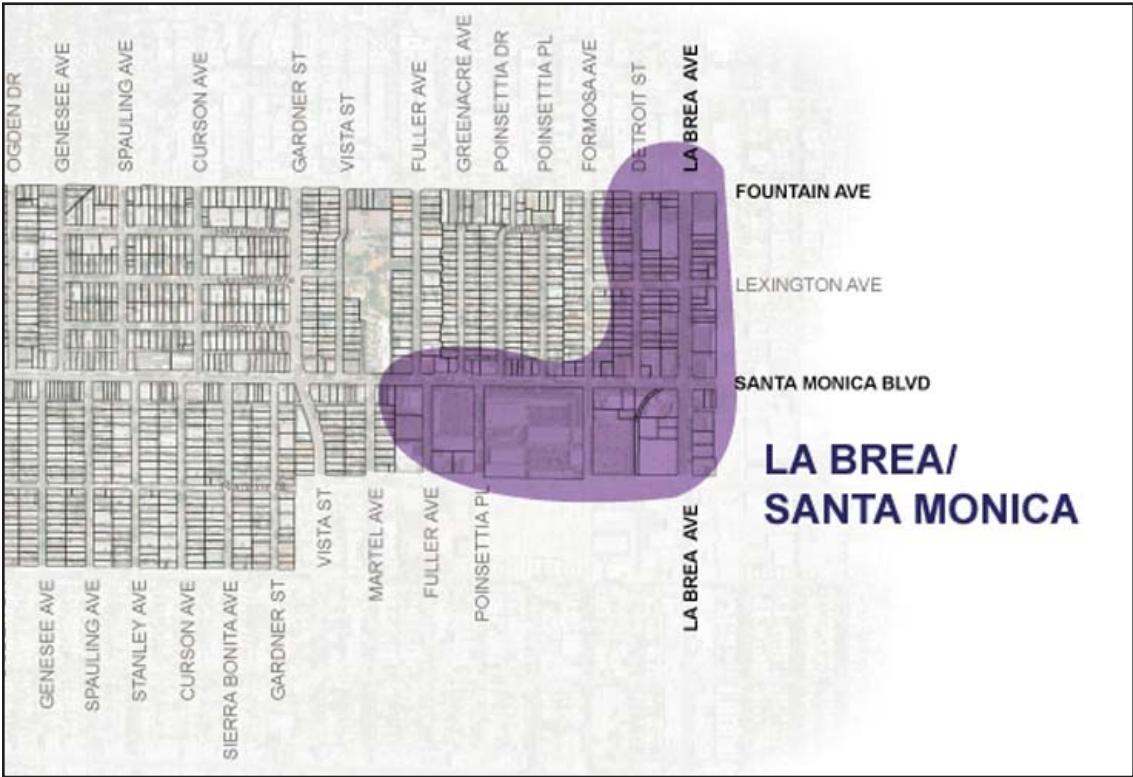 OGDEN DR
GENESEE AVE
SPAULING AVE
CURSON AVE
GARDNER ST
VISTA ST
FULLER AVE
GREENACRE AVE
POINSETTIA DR
POINSETTIA PL
FORMOSA AVE
DETROIT ST
LA BREA AVE
FOUNTAIN AVE
LEXINGTON AVE
SANTA MONICA BLVD
LA BREA/
SANTA MONICA
GENESEE AVE
SPAULING AVE
STANLEY AVE
CURSON AVE
SIERRA BONITA AVE
GARDNER ST
VISTA ST
MARTEL AVE
FULLER AVE
POINSETTIA PL
LA BREA AVE